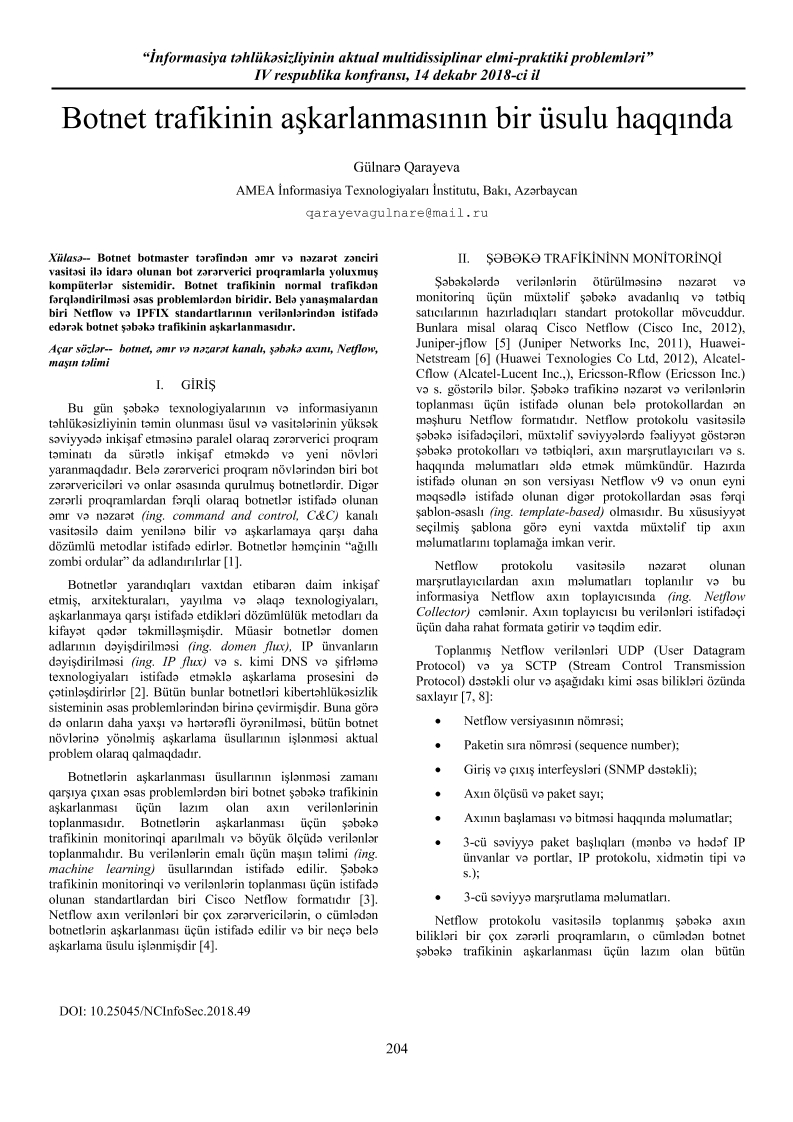 “İnformasiya təhlükəsizliyinin aktual multidissiplinar elmi-praktiki problemləri”
IV respublika konfransı, 14 dekabr 2018-ci il
Botnet trafikinin aşkarlanmasının bir üsulu haqqında
Gülnarə Qarayeva
AMEA İnformasiya Texnologiyaları İnstitutu, Bakı, Azərbaycan
qarayevagulnare@mail.ru
Xülasə-- Botnet botmaster tərəfindən əmr və nəzarət zənciri
vasitəsi ilə idarə olunan bot zərərverici proqramlarla yoluxmuş
kompüterlər sistemidir. Botnet trafikinin normal trafikdən
fərqləndirilməsi əsas problemlərdən biridir. Belə yanaşmalardan
biri Netflow və IPFIX standartlarının verilənlərindən istifadə
edərək botnet şəbəkə trafikinin aşkarlanmasıdır.
Açar sözlər-- botnet, əmr və nəzarət kanalı, şəbəkə axını, Netflow,
maşın təlimi
I. GİRİŞ
Bu gün şəbəkə texnologiyalarının və informasiyanın
təhlükəsizliyinin təmin olunması üsul və vasitələrinin yüksək
səviyyədə inkişaf etməsinə paralel olaraq zərərverici proqram
təminatı da sürətlə inkişaf etməkdə və yeni növləri
yaranmaqdadır. Belə zərərverici proqram növlərindən biri bot
zərərvericiləri və onlar əsasında qurulmuş botnetlərdir. Digər
zərərli proqramlardan fərqli olaraq botnetlər istifadə olunan
əmr və nəzarət (ing. command and control, C&C) kanalı
vasitəsilə daim yenilənə bilir və aşkarlamaya qarşı daha
dözümlü metodlar istifadə edirlər. Botnetlər həmçinin “ağıllı
zombi ordular” da adlandırılırlar [1].
Botnetlər yarandıqları vaxtdan etibarən daim inkişaf
etmiş, arxitekturaları, yayılma və əlaqə texnologiyaları,
aşkarlanmaya qarşı istifadə etdikləri dözümlülük metodları da
kifayət qədər təkmilləşmişdir. Müasir botnetlər domen
adlarının dəyişdirilməsi (ing. domen flux), IP ünvanların
dəyişdirilməsi (ing. IP flux) və s. kimi DNS və şifrləmə
texnologiyaları istifadə etməklə aşkarlama prosesini də
çətinləşdirirlər [2]. Bütün bunlar botnetləri kibertəhlükəsizlik
sisteminin əsas problemlərindən birinə çevirmişdir. Buna görə
də onların daha yaxşı və hərtərəfli öyrənilməsi, bütün botnet
növlərinə yönəlmiş aşkarlama üsullarının işlənməsi aktual
problem olaraq qalmaqdadır.
Botnetlərin aşkarlanması üsullarının işlənməsi zamanı
qarşıya çıxan əsas problemlərdən biri botnet şəbəkə trafikinin
aşkarlanması üçün lazım olan axın verilənlərinin
toplanmasıdır. Botnetlərin aşkarlanması üçün şəbəkə
trafikinin monitorinqi aparılmalı və böyük ölçüdə verilənlər
toplanmalıdır. Bu verilənlərin emalı üçün maşın təlimi (ing.
machine learning) üsullarından istifadə edilir. Şəbəkə
trafikinin monitorinqi və verilənlərin toplanması üçün istifadə
olunan standartlardan biri Cisco Netflow formatıdır [3].
Netflow axın verilənləri bir çox zərərvericilərin, o cümlədən
botnetlərin aşkarlanması üçün istifadə edilir və bir neçə belə
aşkarlama üsulu işlənmişdir [4].
II. ŞƏBƏKƏ TRAFİKİNİNN MONİTORİNQİ
Şəbəkələrdə verilənlərin ötürülməsinə nəzarət və
monitorinq üçün müxtəlif şəbəkə avadanlıq və tətbiq
satıcılarının hazırladıqları standart protokollar mövcuddur.
Bunlara misal olaraq Cisco Netflow (Cisco Inc, 2012),
Juniper-jflow [5] (Juniper Networks Inc, 2011), Huawei-
Netstream [6] (Huawei Texnologies Co Ltd, 2012), Alcatel-
Cflow (Alcatel-Lucent Inc.,), Ericsson-Rflow (Ericsson Inc.)
və s. göstərilə bilər. Şəbəkə trafikinə nəzarət və verilənlərin
toplanması üçün istifadə olunan belə protokollardan ən
məşhuru Netflow formatıdır. Netflow protokolu vasitəsilə
şəbəkə isifadəçiləri, müxtəlif səviyyələrdə fəaliyyət göstərən
şəbəkə protokolları və tətbiqləri, axın marşrutlayıcıları və s.
haqqında məlumatları əldə etmək mümkündür. Hazırda
istifadə olunan ən son versiyası Netflow v9 və onun eyni
məqsədlə istifadə olunan digər protokollardan əsas fərqi
şablon-əsaslı (ing. template-based) olmasıdır. Bu xüsusiyyət
seçilmiş şablona görə eyni vaxtda müxtəlif tip axın
məlumatlarını toplamağa imkan verir.
Netflow protokolu vasitəsilə nəzarət olunan
marşrutlayıcılardan axın məlumatları toplanılır və bu
informasiya Netflow axın toplayıcısında (ing. Netflow
Collector) cəmlənir. Axın toplayıcısı bu verilənləri istifadəçi
üçün daha rahat formata gətirir və təqdim edir.
Toplanmış Netflow verilənləri UDP (User Datagram
Protocol) və ya SCTP (Stream Control Transmission
Protocol) dəstəkli olur və aşağıdakı kimi əsas bilikləri özündə
saxlayır [7, 8]:
• Netflow versiyasının nömrəsi;
• Paketin sıra nömrəsi (sequence number);
• Giriş və çıxış interfeysləri (SNMP dəstəkli);
• Axın ölçüsü və paket sayı;
• Axının başlaması və bitməsi haqqında məlumatlar;
• 3-cü səviyyə paket başlıqları (mənbə və hədəf IP
ünvanlar və portlar, IP protokolu, xidmətin tipi və
s.);
• 3-cü səviyyə marşrutlama məlumatları.
Netflow protokolu vasitəsilə toplanmış şəbəkə axın
bilikləri bir çox zərərli proqramların, o cümlədən botnet
şəbəkə trafikinin aşkarlanması üçün lazım olan bütün
DOI: 10.25045/NCInfoSec.2018.49
204